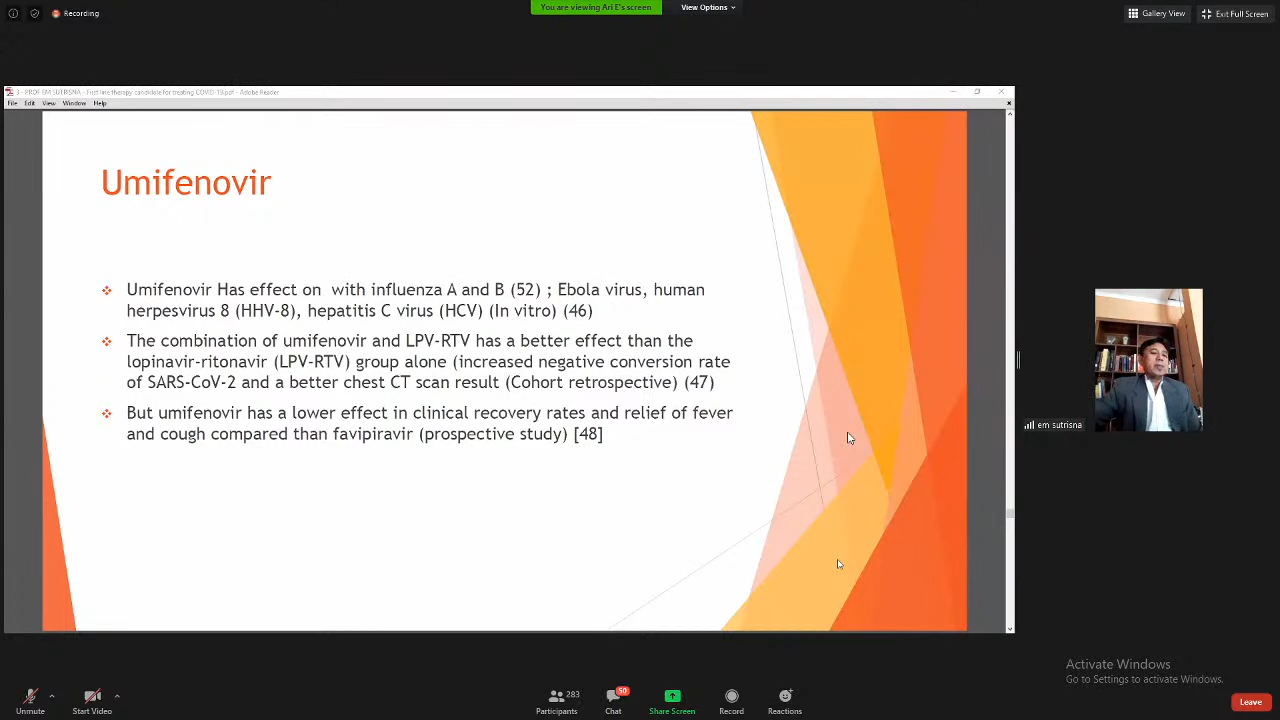 Recording
You are viewing Ari E's screen
View Options
Gallery View
Exit Full Screen
3 - PROF EM SUTRISNA - First line therapy candidate for treating COVID-19.pdf - Adobe Reader
File Edit View Window Help
Umifenovir
Umifenovir Has effect on with influenza A and B (52) ; Ebola virus, human
herpesvirus 8 (HHV-8), hepatitis C virus (HCV) (In vitro) (46)
The combination of umifenovir and LPV-RTV has a better effect than the
lopinavir-ritonavir (LPV-RTV) group alone (increased negative conversion rate
of SARS-CoV-2 and a better chest CT scan result (Cohort retrospective) (47)
But umifenovir has a lower effect in clinical recovery rates and relief of fever
and cough compared than favipiravir (prospective study) [48]
em sutrisna
Activate Windows
Go to Settings to activate Windows.
Unmute
Start Video
283
Participants
50
Chat
Share Screen
Record
Reactions
Leave